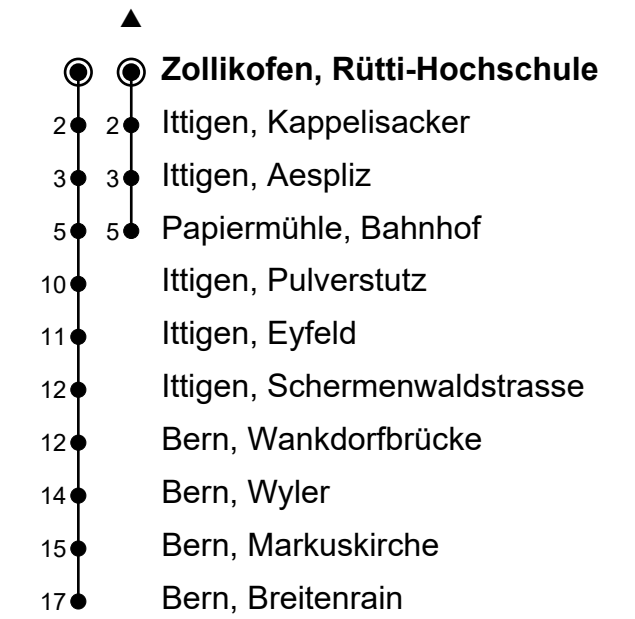 ▲
Zollikofen, Rütti-Hochschule
2 2 Ittigen, Kappelisacker
3 3 Ittigen, Aespliz
5 5 Papiermühle, Bahnhof
10 Ittigen, Pulverstutz
11 Ittigen, Eyfeld
12 Ittigen, Schermenwaldstrasse
12 Bern, Wankdorfbrücke
14 Bern, Wyler
15 Bern, Markuskirche
17 Bern, Breitenrain